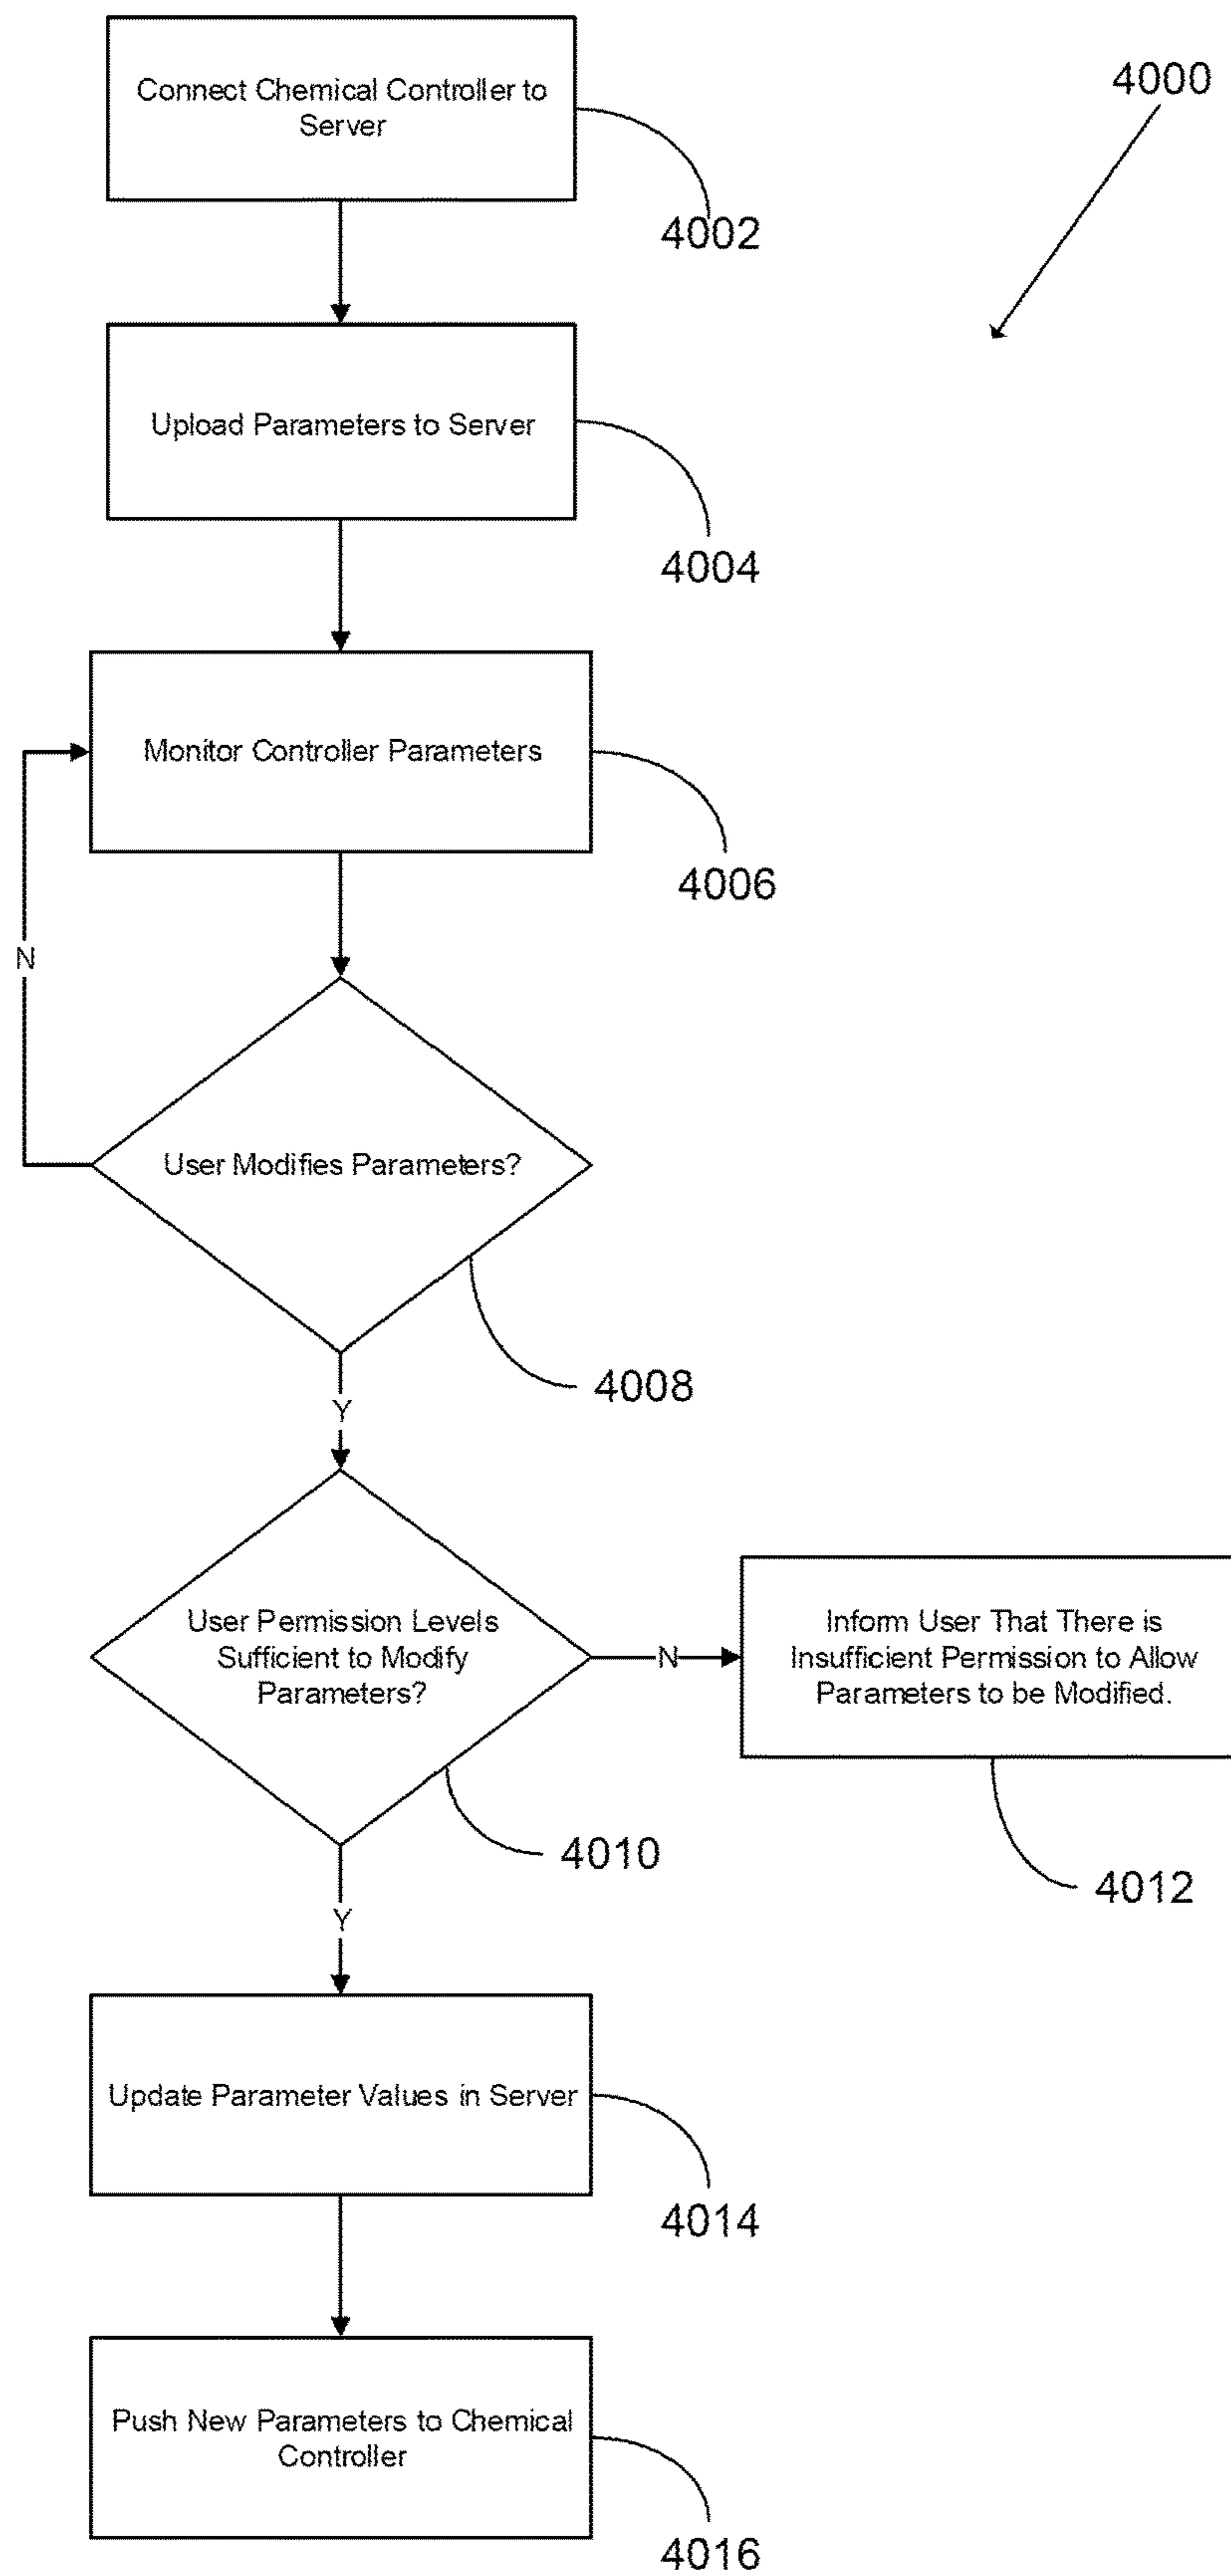 Connect Chemical Controller to
Server
4000
4002
Upload Parameters to Server
4004
Monitor Controller Parameters
4006
N
User Modifies Parameters?
4008
Y
User Permission Levels
Sufficient to Modify
Parameters?
N
Inform User That There is
Insufficient Permission to Allow
Parameters to be Modified.
4010
4012
Y
Update Parameter Values in Server
4014
Push New Parameters to Chemical
Controller
4016